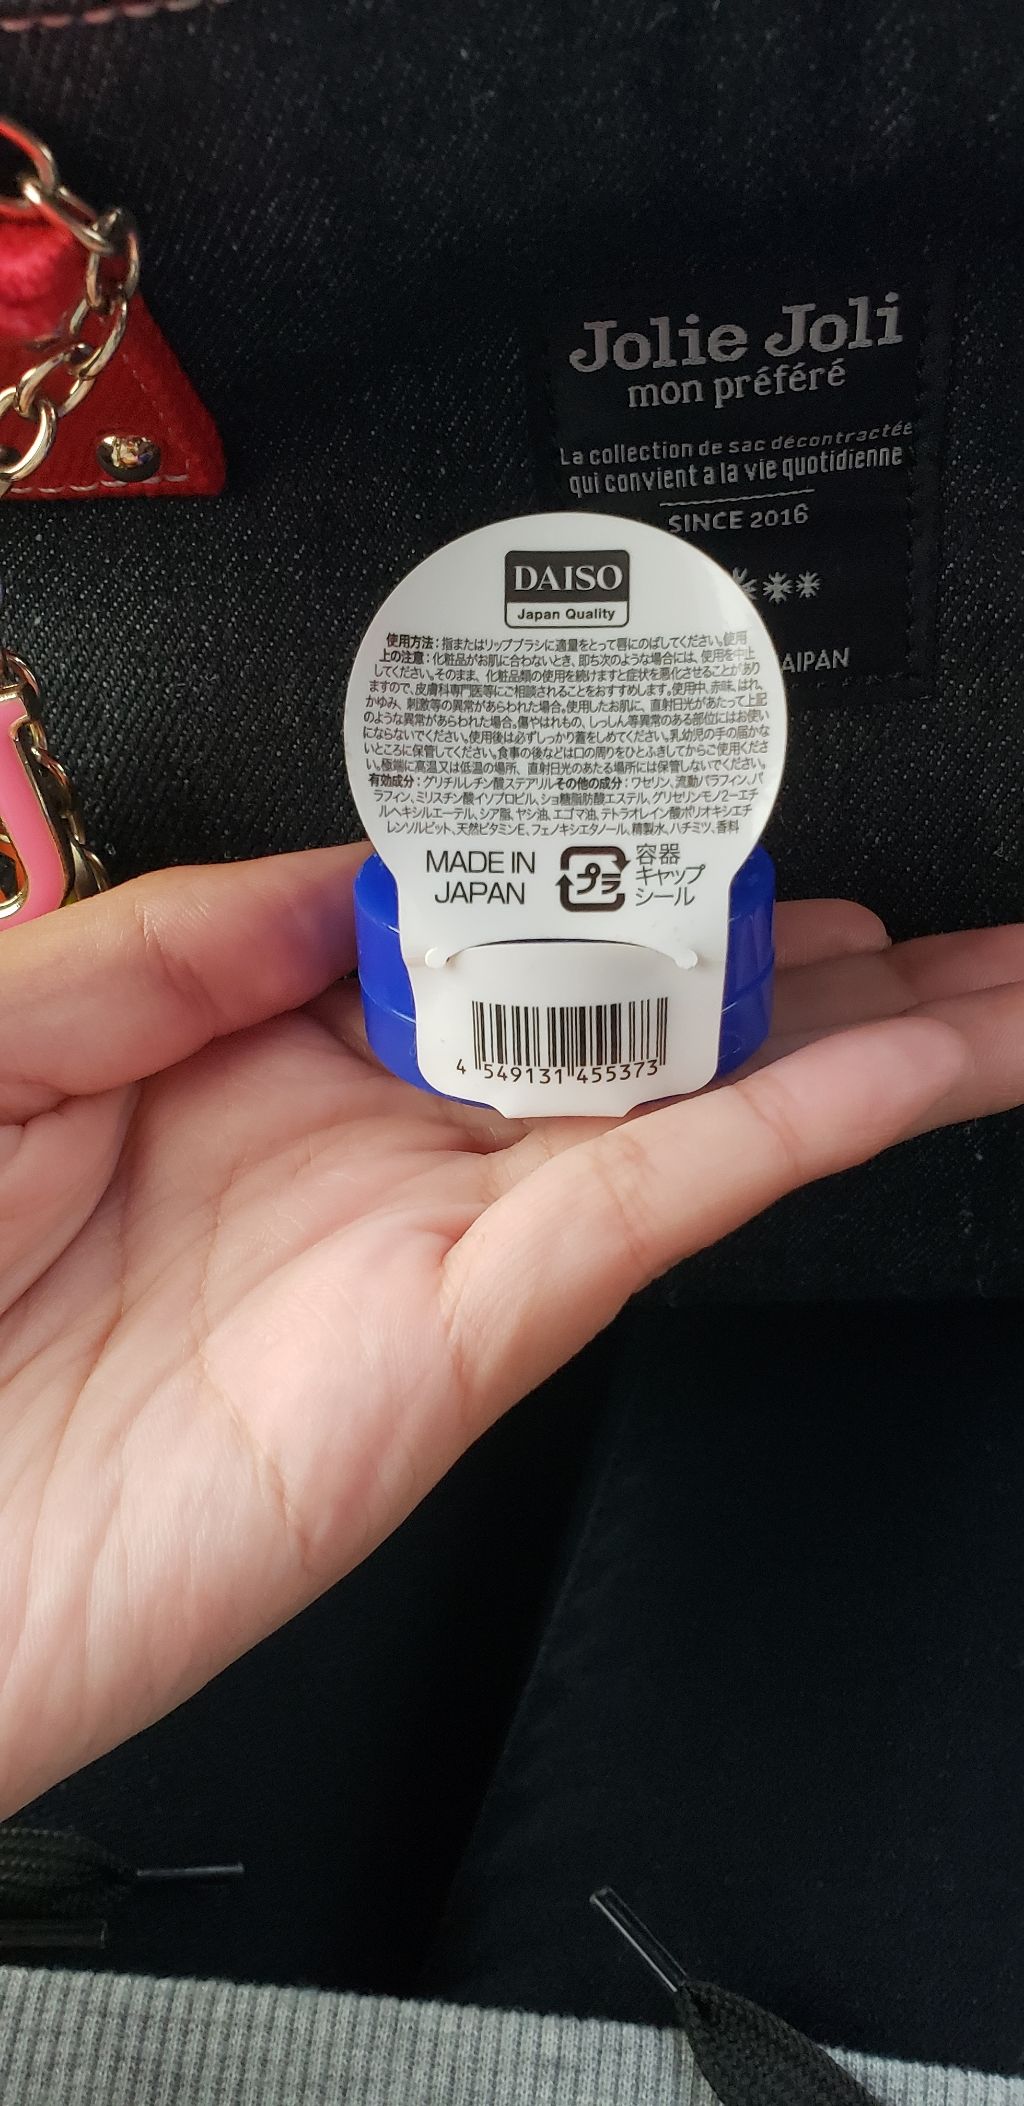 Jolie Joli
mon préféré
La collection de sac décontractée
qui convient a la vie quotidienne
SINCE 2016
AIPAN
DAISO
Japan Quality
使用方法：指またはリップブラシに適量をとって唇にのばしてください。使用
上の注意：化粧品がお肌に合わないとき、即ち次のような場合には、使用を中止
してください。そのまま、化粧品類の使用を続けますと症状を悪化させることがあり
ますので、皮膚科専門医等にご相談されることをおすすめします。使用中、赤味、はれ、
かゆみ、刺激等の異常があらわれた場合。使用したお肌に、直射日光があたって上記
のような異常があらわれた場合。傷やはれもの、しっしん等異常のある部位にはお使い
にならないでください。使用後は必ずしっかり蓋をしめてください。乳幼児の手の届かな
いところに保管してください。食事の後などは口の周りをひとふきしてからご使用くださ
い。極端に高温又は低温の場所、直射日光のあたる場所には保管しないでください。
有効成分：グリチルレチン酸ステアリルその他の成分：ワセリン、流動パラフィン、パ
ラフィン、ミリスチン酸イソプロピル、ショ糖脂肪酸エステル、グリセリンモノ2ーエチ
ルヘキシルエーテル、シア脂、ヤシ油、エゴマ油、テトラオレイン酸ポリオキシエチ
レンソルビット、天然ビタミンE、フェノキシエタノール、精製水、ハチミツ、香料
MADE IN
JAPAN
プラ
容器
キャップ
シール
4 549131 455373